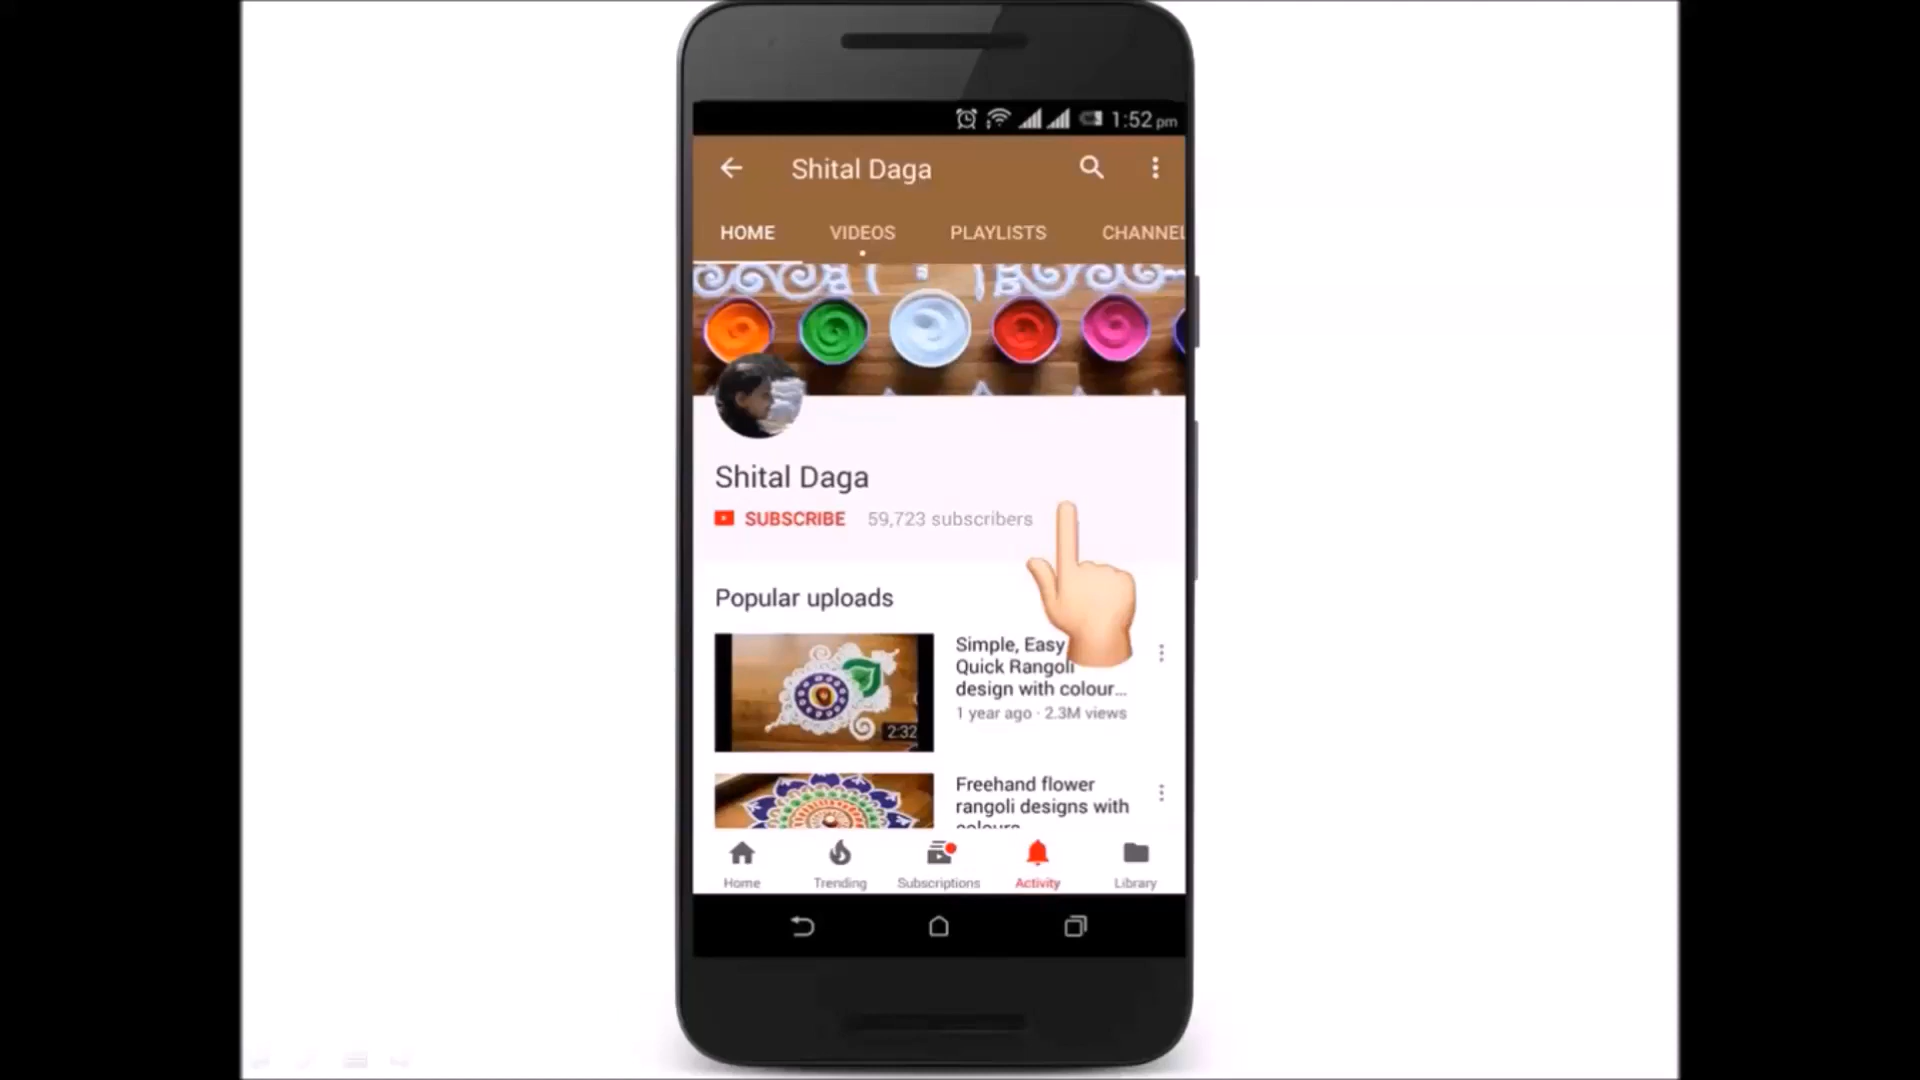 1:52 pm
Shital Daga
HOME VIDEOS PLAYLISTS CHANNEL
Shital Daga
SUBSCRIBE 59,723 subscribers
Popular uploads
Simple, Easy
Quick Rangoli
design with colour...
1 year ago · 2.3M views
2:32
Freehand flower
rangoli designs with
colours
Home Trending Subscriptions Activity Library